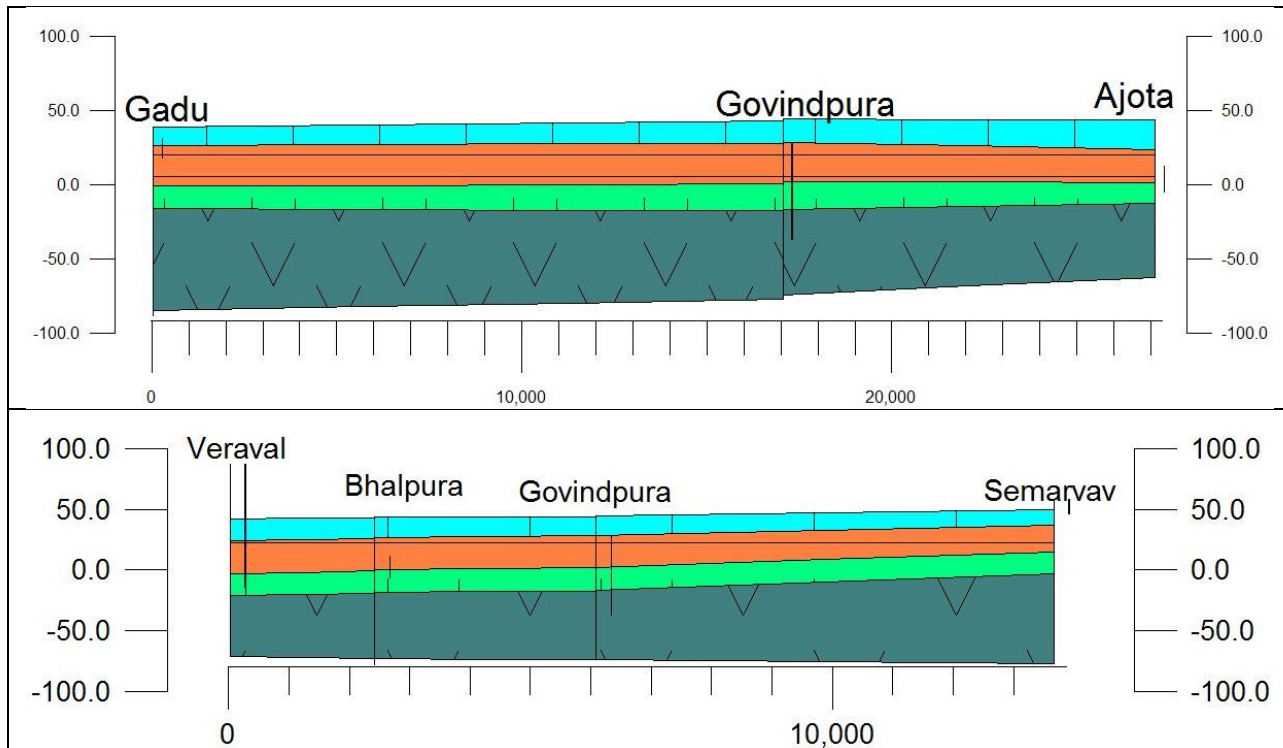 100.0 100.0
Gadu Govindpura Ajota
50.0 50.0
0.0 0.0
-50.0 -50.0
-100.0 -100.0
0 10,000 20,000
100.0 Veraval 100.0
Bhalpura Govindpura Semarvav
50.0 50.0
0.0 0.0
-50.0 -50.0
-100.0 -100.0
0 10,000